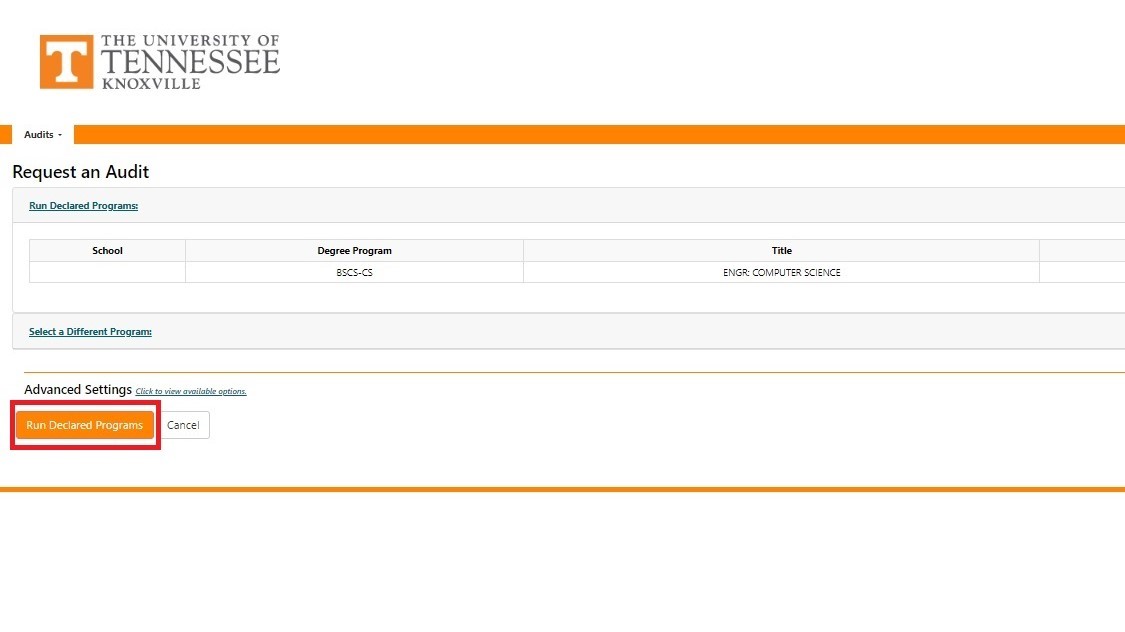 T THE UNIVERSITY OF
TENNESSEE
KNOXVILLE
Audits
Request an Audit
Run Declared Programs:
School Degree Program Title
BSCS-CS ENGR: COMPUTER SCIENCE
Select a Different Program:
Advanced Settings Click to view available options.
Run Declared Programs Cancel